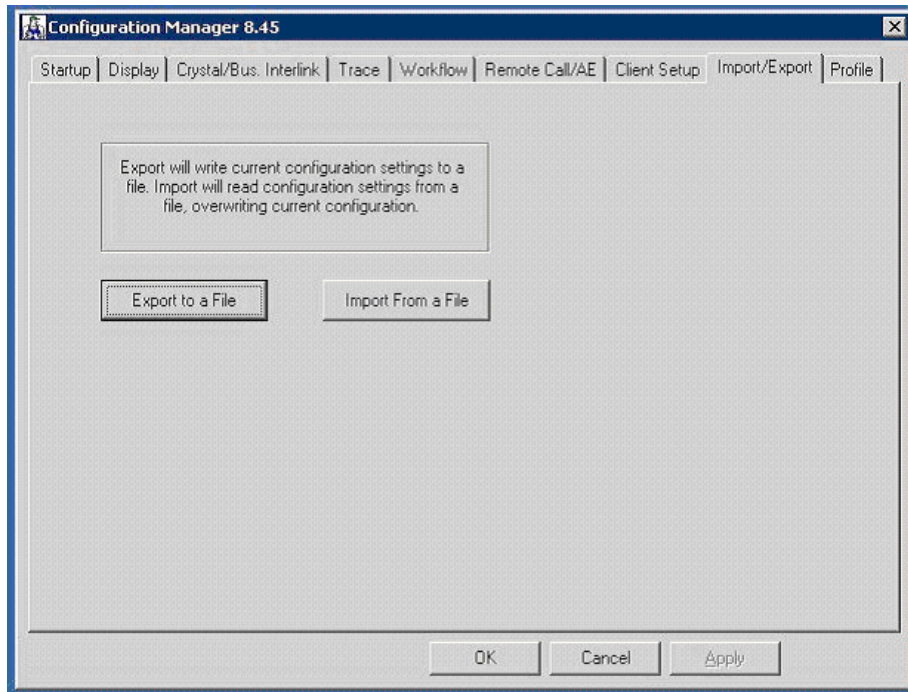 Configuration Manager 8.45
Startup Display Crystal/Bus. Interlink Trace Workflow Remote Call/AE Client Setup Import/Export Profile
Export will write current configuration settings to a
file. Import will read configuration settings from a
file, overwriting current configuration.
Export to a File Import From a File
OK Cancel Apply